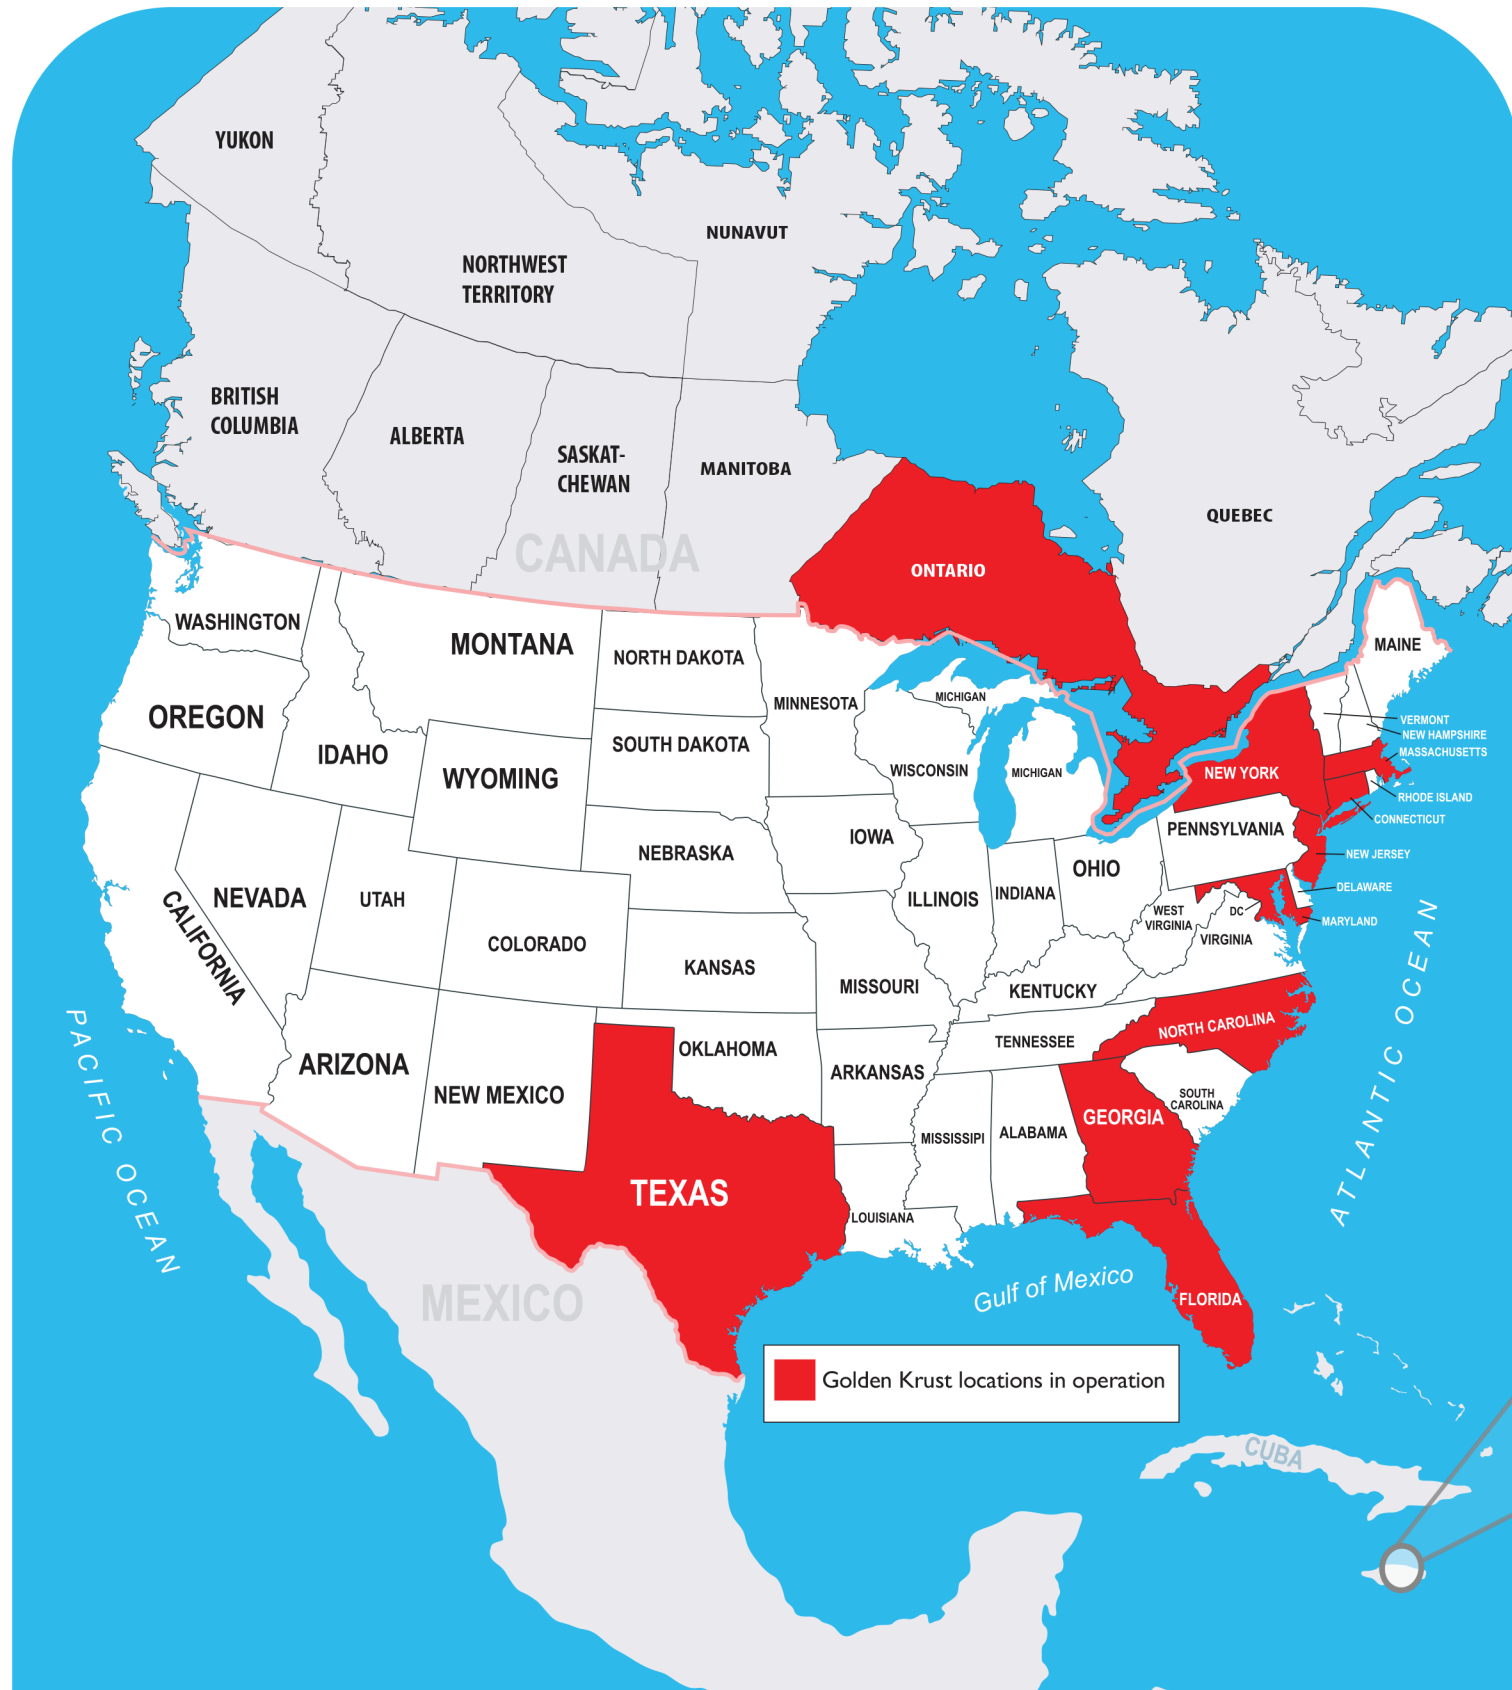 YUKON
NUNAVUT
NORTHWEST
TERRITORY
BRITISH
COLUMBIA
ALBERTA
SASKAT-
CHEWAN
MANITOBA
QUEBEC
CANADA
ONTARIO
WASHINGTON
MONTANA
NORTH DAKOTA
MINNESOTA
MICHIGAN
MAINE
OREGON
IDAHO
WYOMING
SOUTH DAKOTA
WISCONSIN
MICHIGAN
NEW YORK
VERMONT
NEW HAMPSHIRE
MASSACHUSETTS
RHODE ISLAND
CONNECTICUT
NEBRASKA
IOWA
PENNSYLVANIA
NEW JERSEY
NEVADA
UTAH
CALIFORNIA
COLORADO
ILLINOIS
INDIANA
OHIO
DELAWARE
MARYLAND
WEST
VIRGINIA
DC
VIRGINIA
KANSAS
MISSOURI
KENTUCKY
ARIZONA
NEW MEXICO
OKLAHOMA
ARKANSAS
TENNESSEE
NORTH CAROLINA
SOUTH
CAROLINA
PACIFIC OCEAN
ATLANTIC OCEAN
TEXAS
MISSISSIPI
ALABAMA
GEORGIA
LOUISIANA
MEXICO
Gulf of Mexico
FLORIDA
Golden Krust locations in operation
CUBA